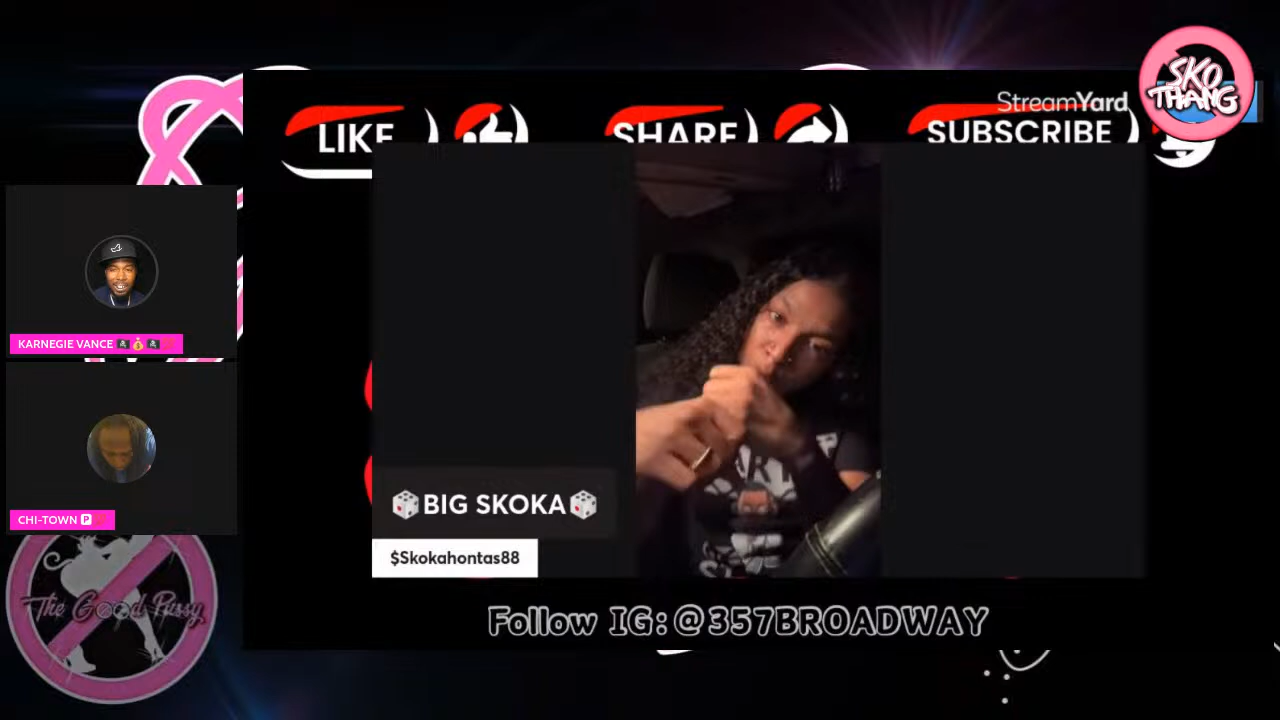 SKO
THANG
StreamYard
LIKE
SHARE
SUBSCRIBE
KARNEGIE VANCE
CHI-TOWN 🅿
🎲BIG SKOKA🎲
$Skokahontas88
The Good Pussy
Follow IG:@357BROADWAY